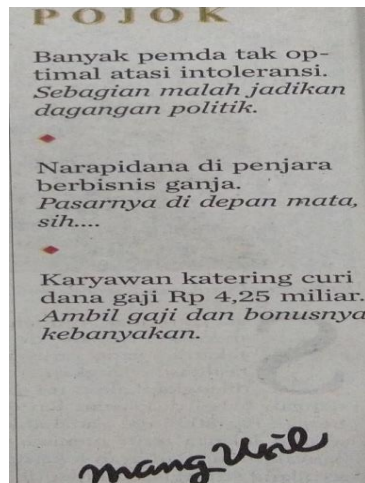 POJOK
Banyak pemda tak op-
timal atasi intoleransi.
Sebagian malah jadikan
dagangan politik.
Narapidana di penjara
berbisnis ganja.
Pasarnya di depan mata,
sih....
Karyawan katering curi
dana gaji Rp 4,25 miliar.
Ambil gaji dan bonusnya
kebanyakan.
mang Usil